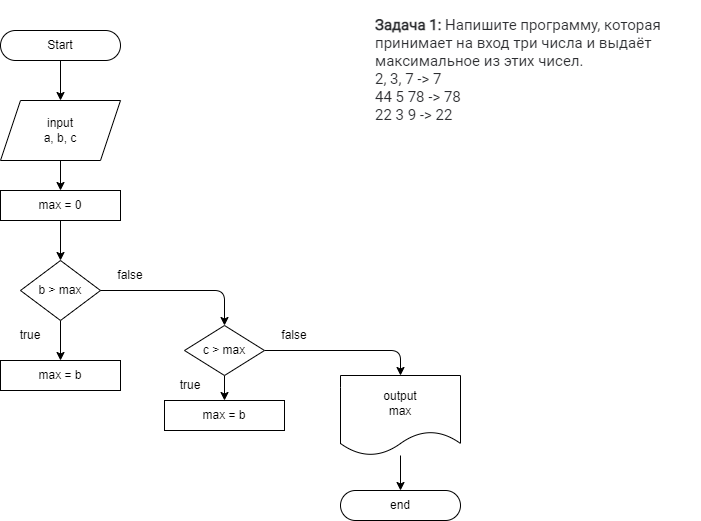 Задача 1: Напишите программу, которая
принимает на вход три числа и выдаёт
максимальное из этих чисел.
2, 3, 7 -> 7
44 5 78 -> 78
22 3 9 -> 22
Start
input
a, b, c
max = 0
b > max
false
true
max = b
c > max
false
true
max = b
output
max
end